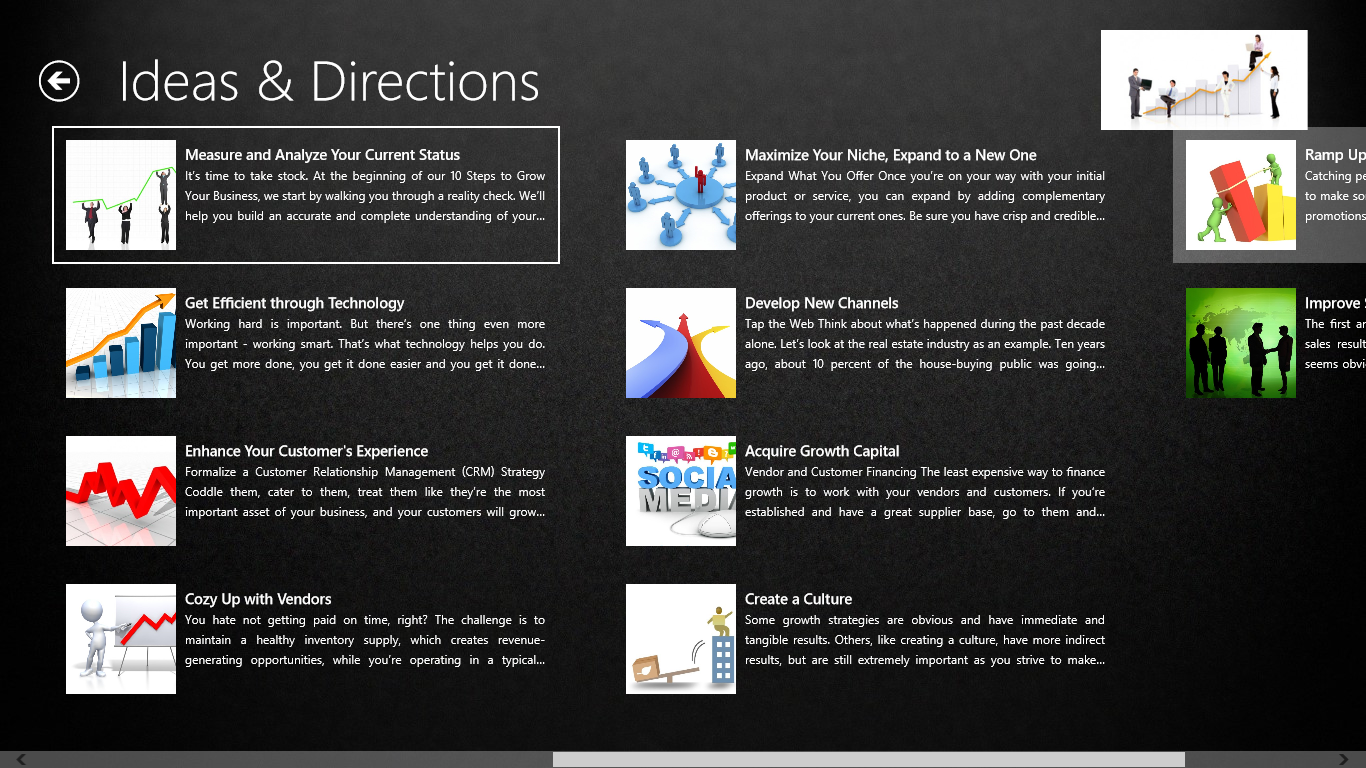 Ideas & Directions
Measure and Analyze Your Current Status
It's time to take stock. At the beginning of our 10 Steps to Grow
Your Business, we start by walking you through a reality check. We'll
help you build an accurate and complete understanding of your...
Get Efficient through Technology
Working hard is important. But there's one thing even more
important - working smart. That's what technology helps you do.
You get more done, you get it done easier and you get it done...
Enhance Your Customer's Experience
Formalize a Customer Relationship Management (CRM) Strategy
Coddle them, cater to them, treat them like they're the most
important asset of your business, and your customers will grow...
Cozy Up with Vendors
You hate not getting paid on time, right? The challenge is to
maintain a healthy inventory supply, which creates revenue-
generating opportunities, while you're operating in a typical...
Maximize Your Niche, Expand to a New One
Expand What You Offer Once you're on your way with your initial
product or service, you can expand by adding complementary
offerings to your current ones. Be sure you have crisp and credible...
Develop New Channels
Tap the Web Think about what's happened during the past decade
alone. Let's look at the real estate industry as an example. Ten years
ago, about 10 percent of the house-buying public was going...
Acquire Growth Capital
Vendor and Customer Financing The least expensive way to finance
growth is to work with your vendors and customers. If you're
established and have a great supplier base, go to them and...
SOCIA
MEDI
Create a Culture
Some growth strategies are obvious and have immediate and
tangible results. Others, like creating a culture, have more indirect
results, but are still extremely important as you strive to make...
Ramp Up
Catching pe
to make so
promotions
Improve
The first ar
sales result
seems obvi